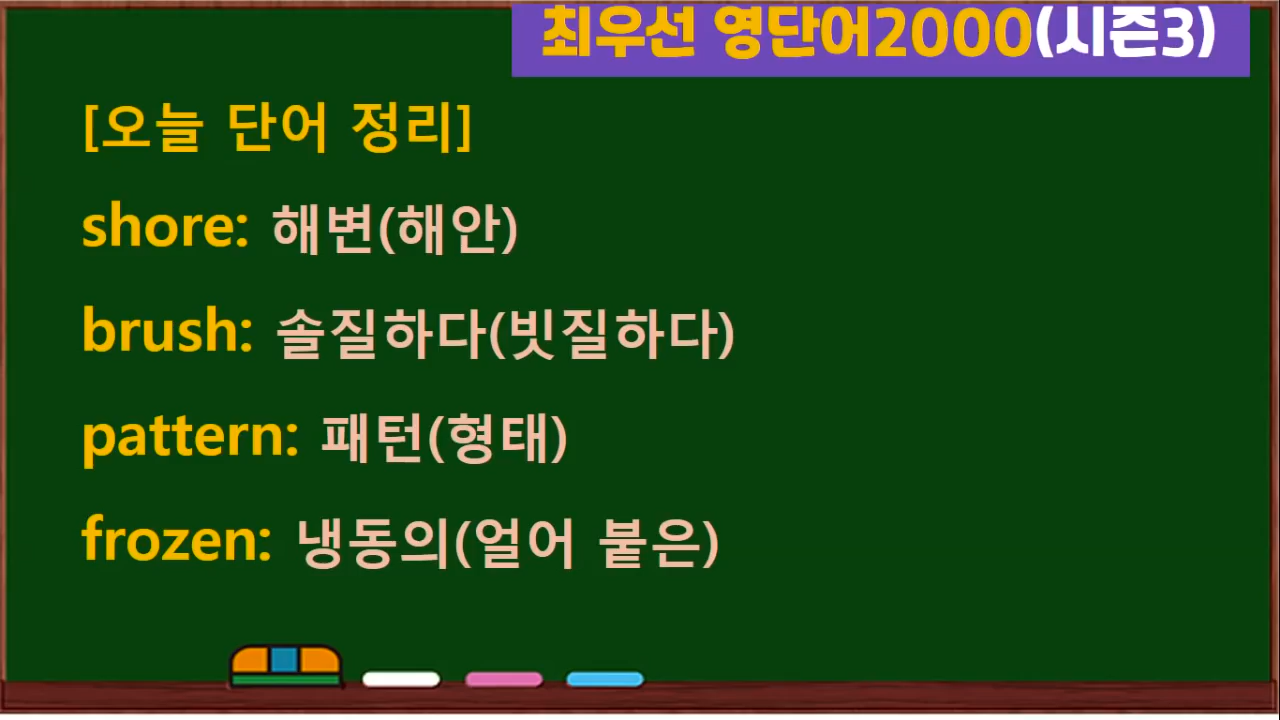 최우선 영단어2000(시즌3)
[오늘 단어 정리]
shore: 해변(해안)
brush: 솔질하다(빗질하다)
pattern: 패턴(형태)
frozen: 냉동의(얼어 붙은)